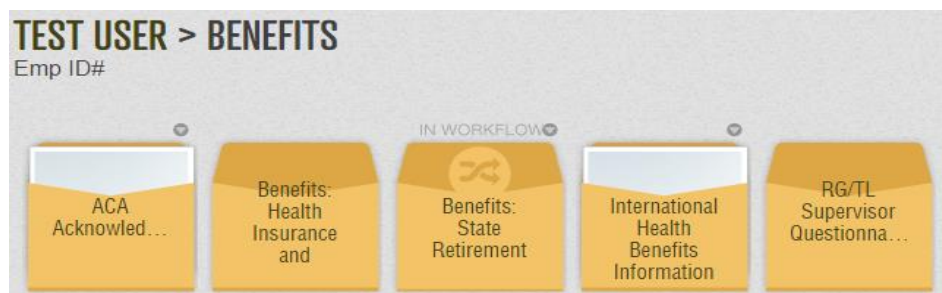 TEST USER > BENEFITS
Emp ID#
IN WORKFLOW
ACA
Acknowled...
Benefits:
Health
Insurance
and
Benefits:
State
Retirement
International
Health
Benefits
Information
RG/TL
Supervisor
Questionna...